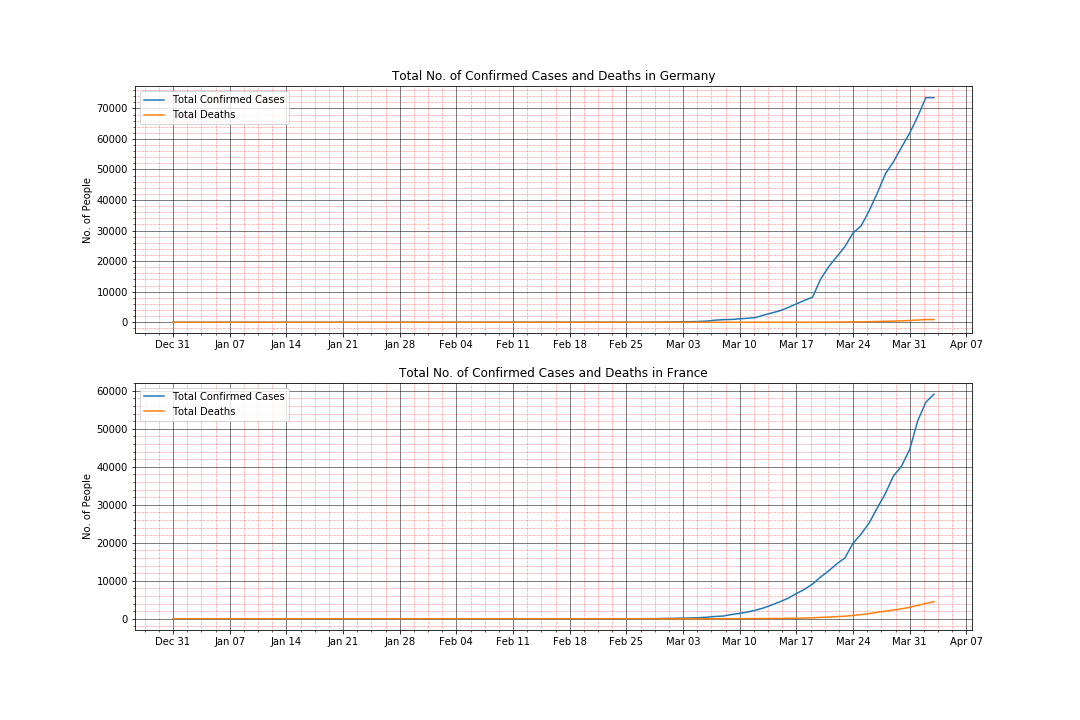 Total No. of Confirmed Cases and Deaths in Germany
Total Confirmed Cases
Total Deaths
No. of People
70000
60000
50000
40000
30000
20000
10000
0
Dec 31 Jan 07 Jan 14 Jan 21 Jan 28 Feb 04 Feb 11 Feb 18 Feb 25 Mar 03 Mar 10 Mar 17 Mar 24 Mar 31 Apr 07
Total No. of Confirmed Cases and Deaths in France
Total Confirmed Cases
Total Deaths
No. of People
60000
50000
40000
30000
20000
10000
0
Dec 31 Jan 07 Jan 14 Jan 21 Jan 28 Feb 04 Feb 11 Feb 18 Feb 25 Mar 03 Mar 10 Mar 17 Mar 24 Mar 31 Apr 07